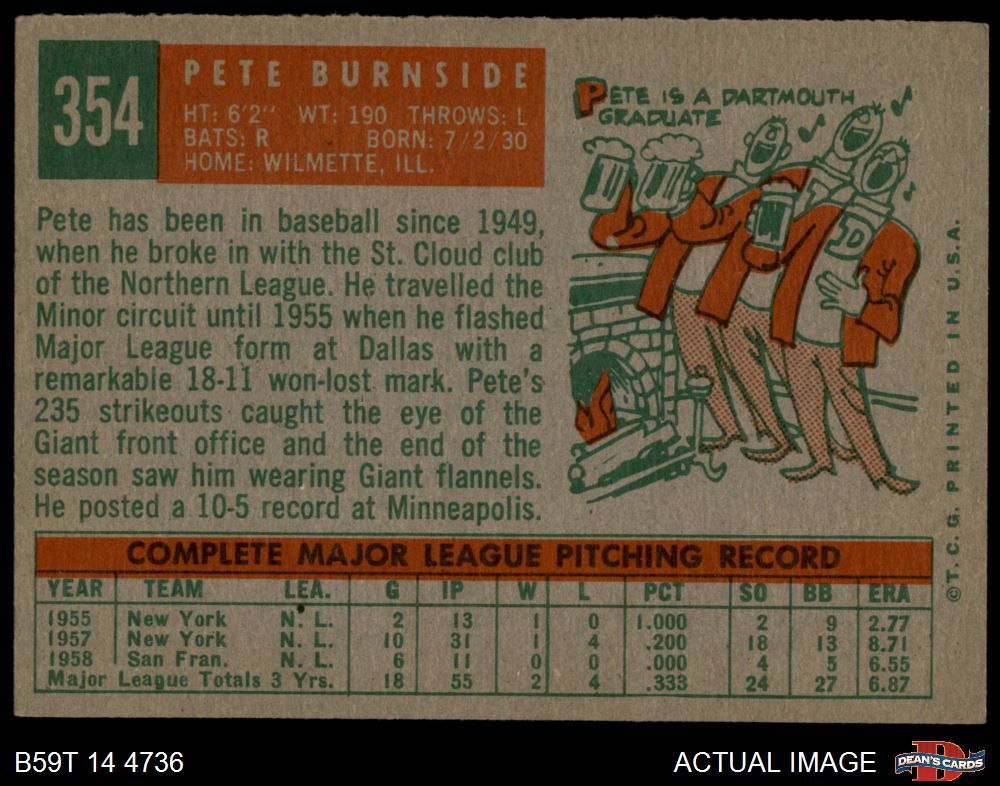 354
PETE BURNSIDE
HT: 6'2" WT: 190 THROWS: L
BATS: R BORN: 7/2/30
HOME: WILMETTE, ILL.
PETE IS A DARTMOUTH
GRADUATE
D
D
Pete has been in baseball since 1949,
when he broke in with the St. Cloud club
of the Northern League. He travelled the
Minor circuit until 1955 when he flashed
Major League form at Dallas with a
remarkable 18-11 won-lost mark. Pete's
235 strikeouts caught the eye of the
Giant front office and the end of the
season saw him wearing Giant flannels.
He posted a 10-5 record at Minneapolis.
COMPLETE MAJOR LEAGUE PITCHING RECORD
YEAR TEAM LEA. G IP W L PCT SO BB ERA
1955 New York N. L. 2 13 1 0 1.000 2 9 2.77
1957 New York N. L. 10 31 1 4 .200 18 13 8.71
1958 San Fran. N. L. 6 11 0 0 .000 4 5 6.55
Major League Totals 3 Yrs. 18 55 2 4 .333 24 27 6.87
© T. C. G. PRINTED IN U.S.A.
B59T 14 4736
ACTUAL IMAGE
D
DEAN'S CARDS